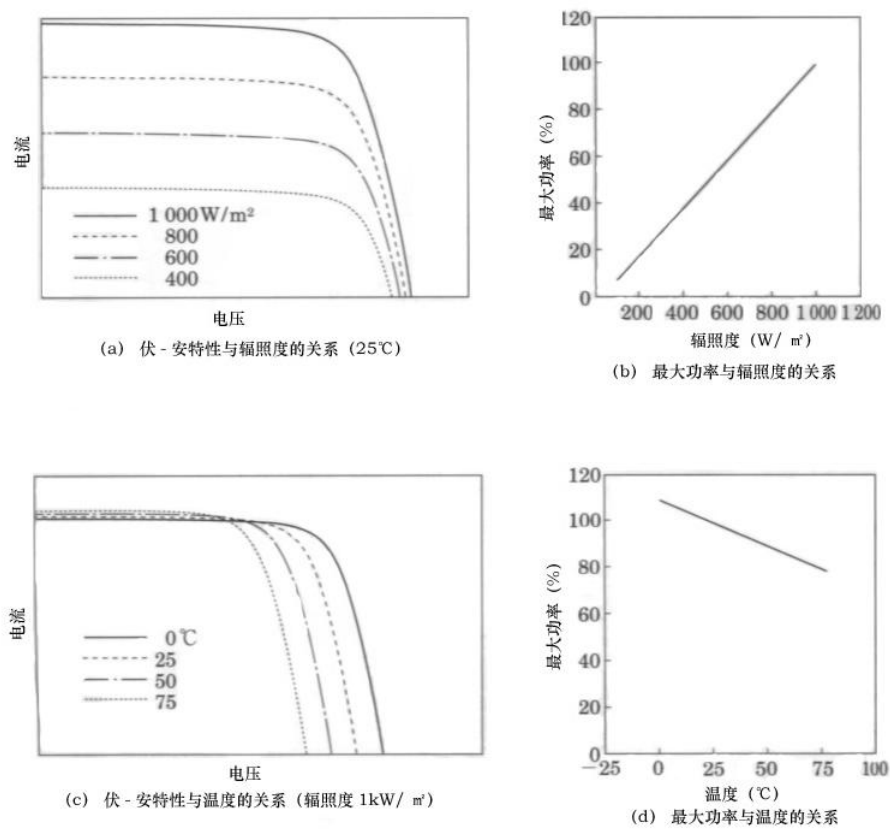 电流
1 000W/m²
800
600
400
电压
(a) 伏 - 安特性与辐照度的关系 (25℃)
最大功率 (%)
120
100
80
60
40
20
0
200 400 600 800 1000 1200
辐照度 (W/ ㎡)
(b) 最大功率与辐照度的关系
电流
0℃
25
50
75
电压
(c) 伏 - 安特性与温度的关系 (辐照度 1kW/ ㎡)
最大功率 (%)
120
100
80
60
40
20
0
-25 0 25 50 75 100
温度 (℃)
(d) 最大功率与温度的关系